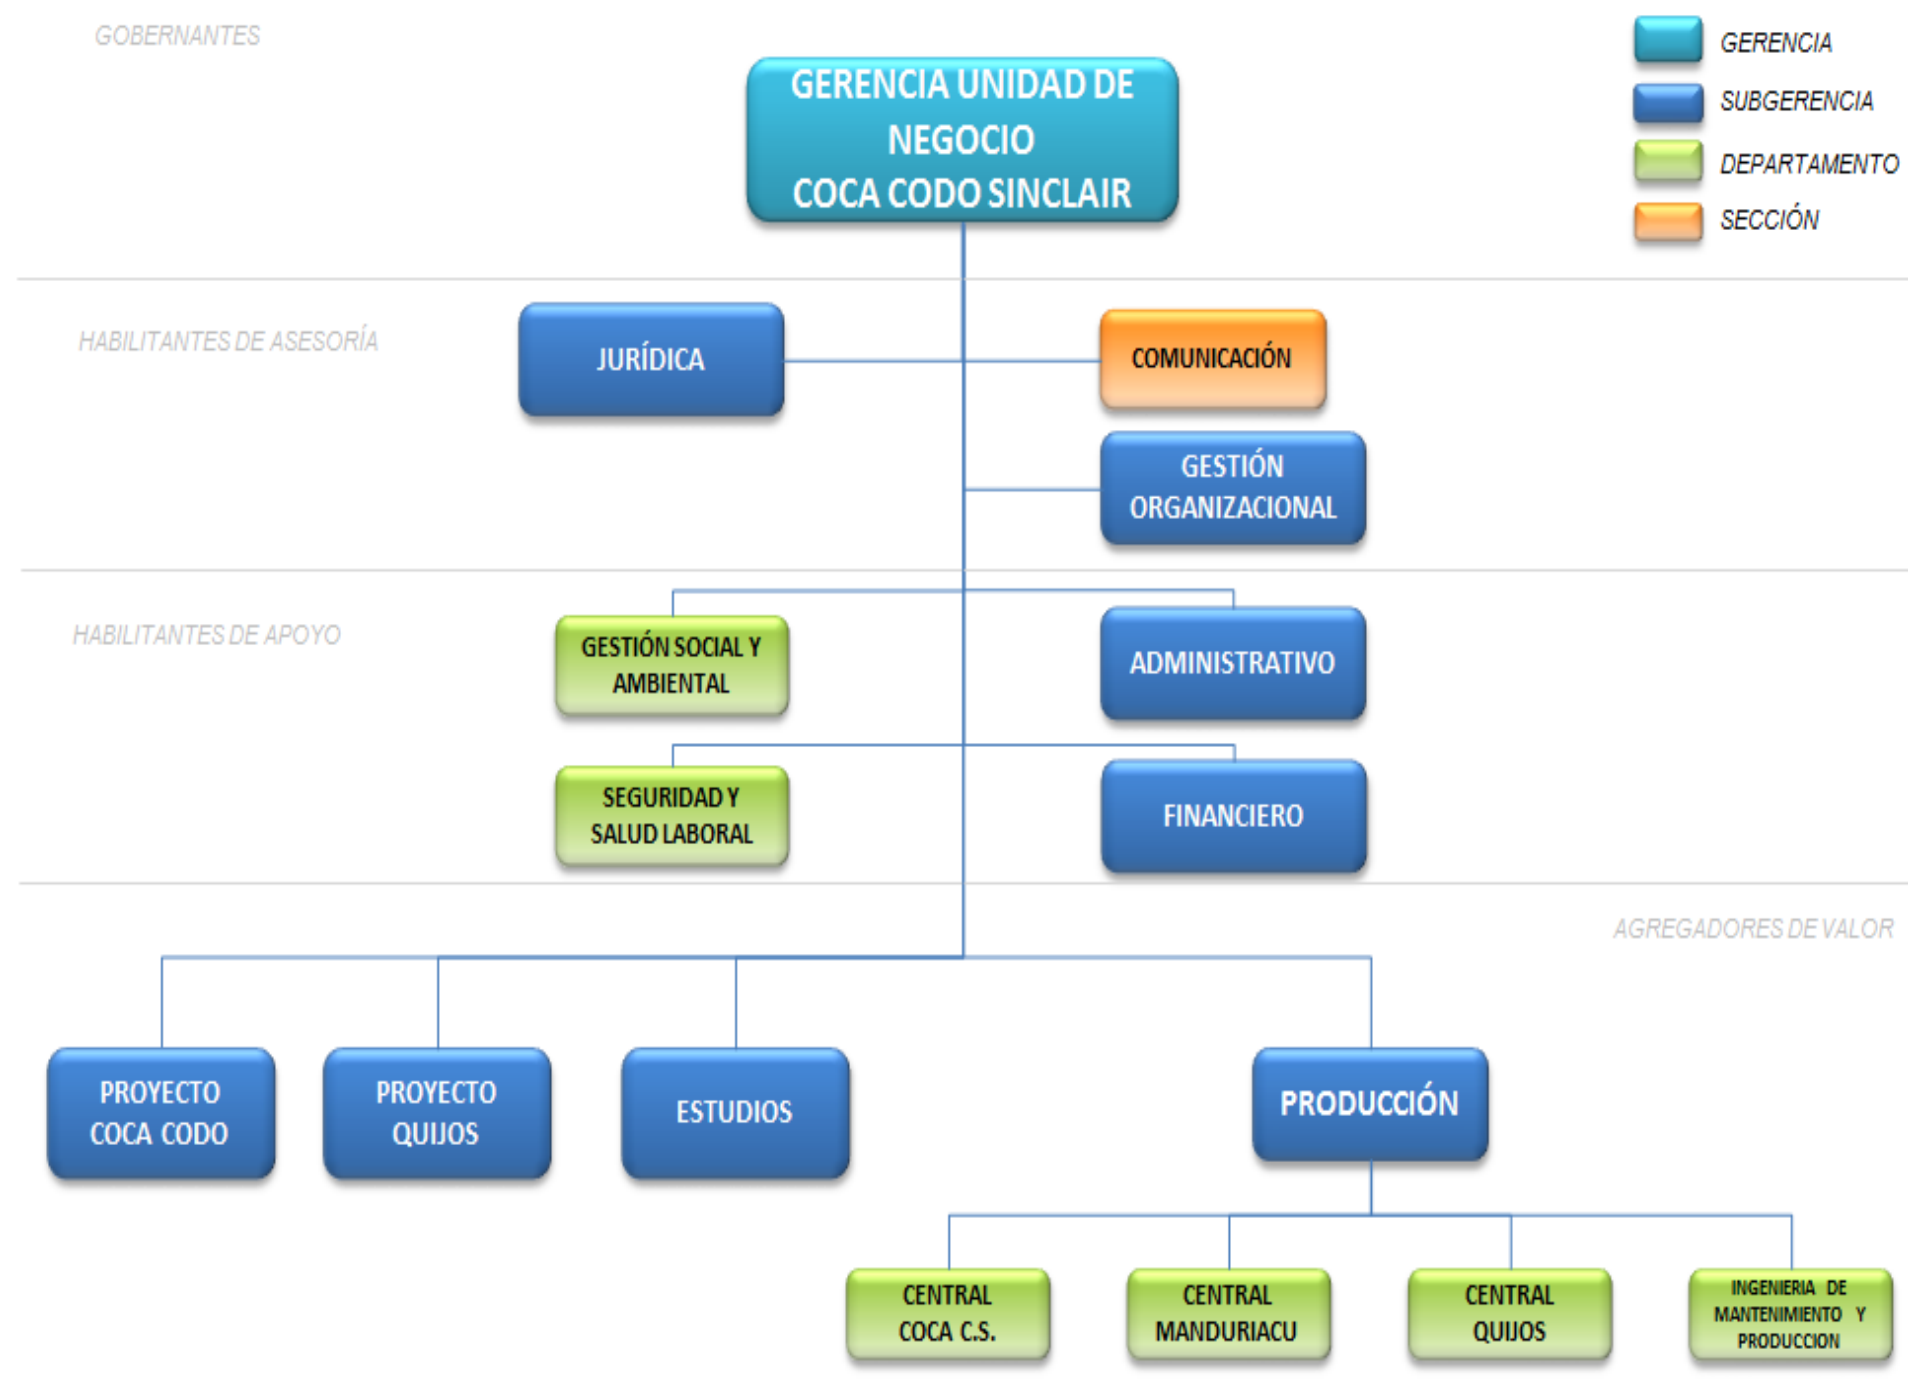 GOBERNANTES
GERENCIA
SUBGERENCIA
DEPARTAMENTO
SECCIÓN
GERENCIA UNIDAD DE
NEGOCIO
COCA CODO SINCLAIR
HABILITANTES DE ASESORÍA
JURÍDICA
COMUNICACIÓN
GESTIÓN
ORGANIZACIONAL
HABILITANTES DE APOYO
GESTIÓN SOCIAL Y
AMBIENTAL
ADMINISTRATIVO
SEGURIDAD Y
SALUD LABORAL
FINANCIERO
AGREGADORES DE VALOR
PROYECTO
COCA CODO
PROYECTO
QUIJOS
ESTUDIOS
PRODUCCIÓN
CENTRAL
COCA C.S.
CENTRAL
MANDURIACU
CENTRAL
QUIJOS
INGENIERIA DE
MANTENIMIENTO Y
PRODUCCION